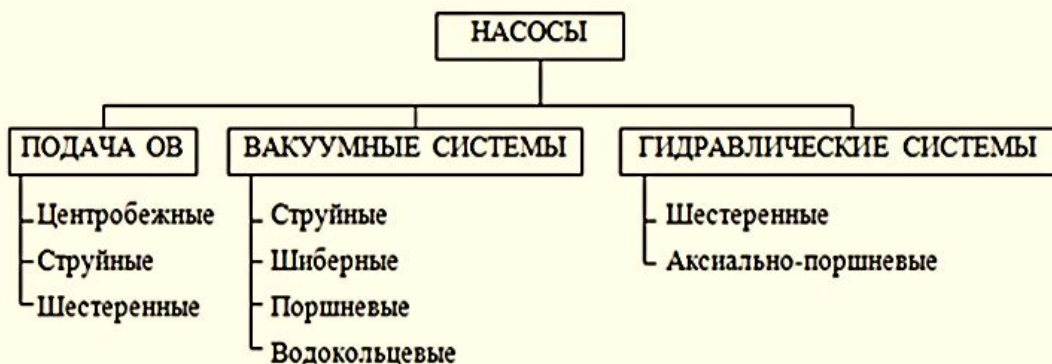 НАСОСЫ
ПОДАЧА ОВ
Центробежные
Струйные
Шестеренные
ВАКУУМНЫЕ СИСТЕМЫ
Струйные
Шиберные
Поршневые
Водокольцевые
ГИДРАВЛИЧЕСКИЕ СИСТЕМЫ
Шестеренные
Аксиально-поршневые